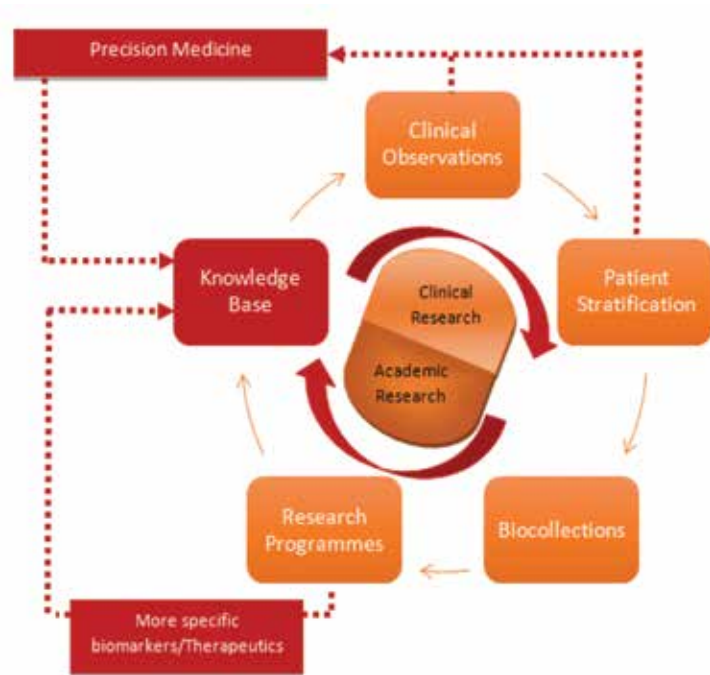 Precision Medicine
Clinical
Observations
Knowledge
Base
Clinical
Research
Academic
Research
Patient
Stratification
Research
Programmes
Biocollections
More specific
biomarkers/Therapeutics